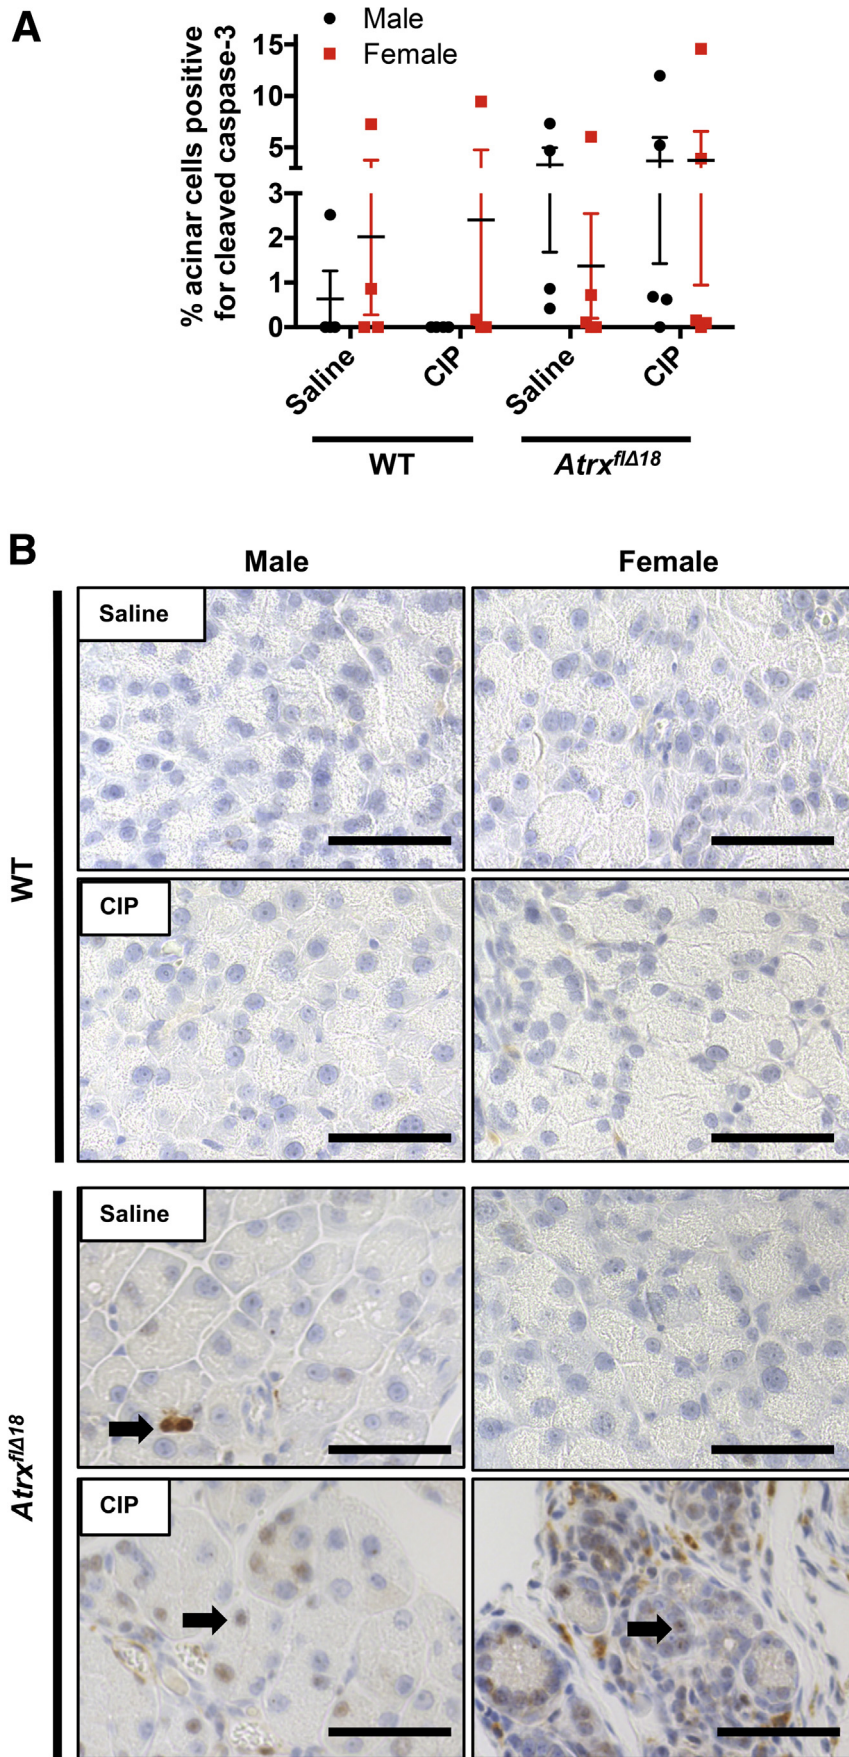 A
% acinar cells positive
for cleaved caspase-3
Male
Female
15
10
5
3
2
1
0
Saline
CIP
Saline
CIP
WT
Atrxfl∆18
B
Male
Female
WT
Saline
CIP
Atrxfl∆18
Saline
CIP